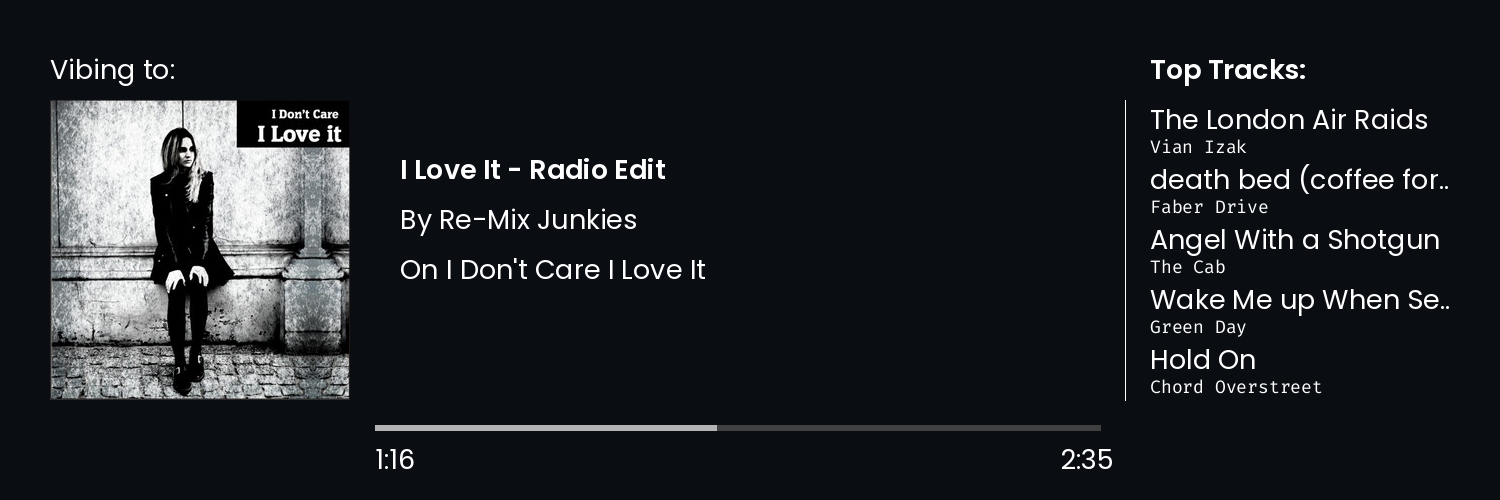 Vibing to:
I Don't Care
I Love it
I Love It - Radio Edit
By Re-Mix Junkies
On I Don't Care I Love It
1:16
2:35
Top Tracks:
The London Air Raids
Vian Izak
death bed (coffee for..
Faber Drive
Angel With a Shotgun
The Cab
Wake Me up When Se..
Green Day
Hold On
Chord Overstreet